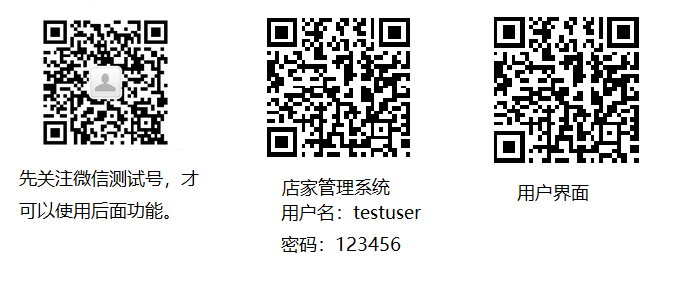 先关注微信测试号，才
可以使用后面功能。
店家管理系统
用户名：testuser
密码：123456
用户界面